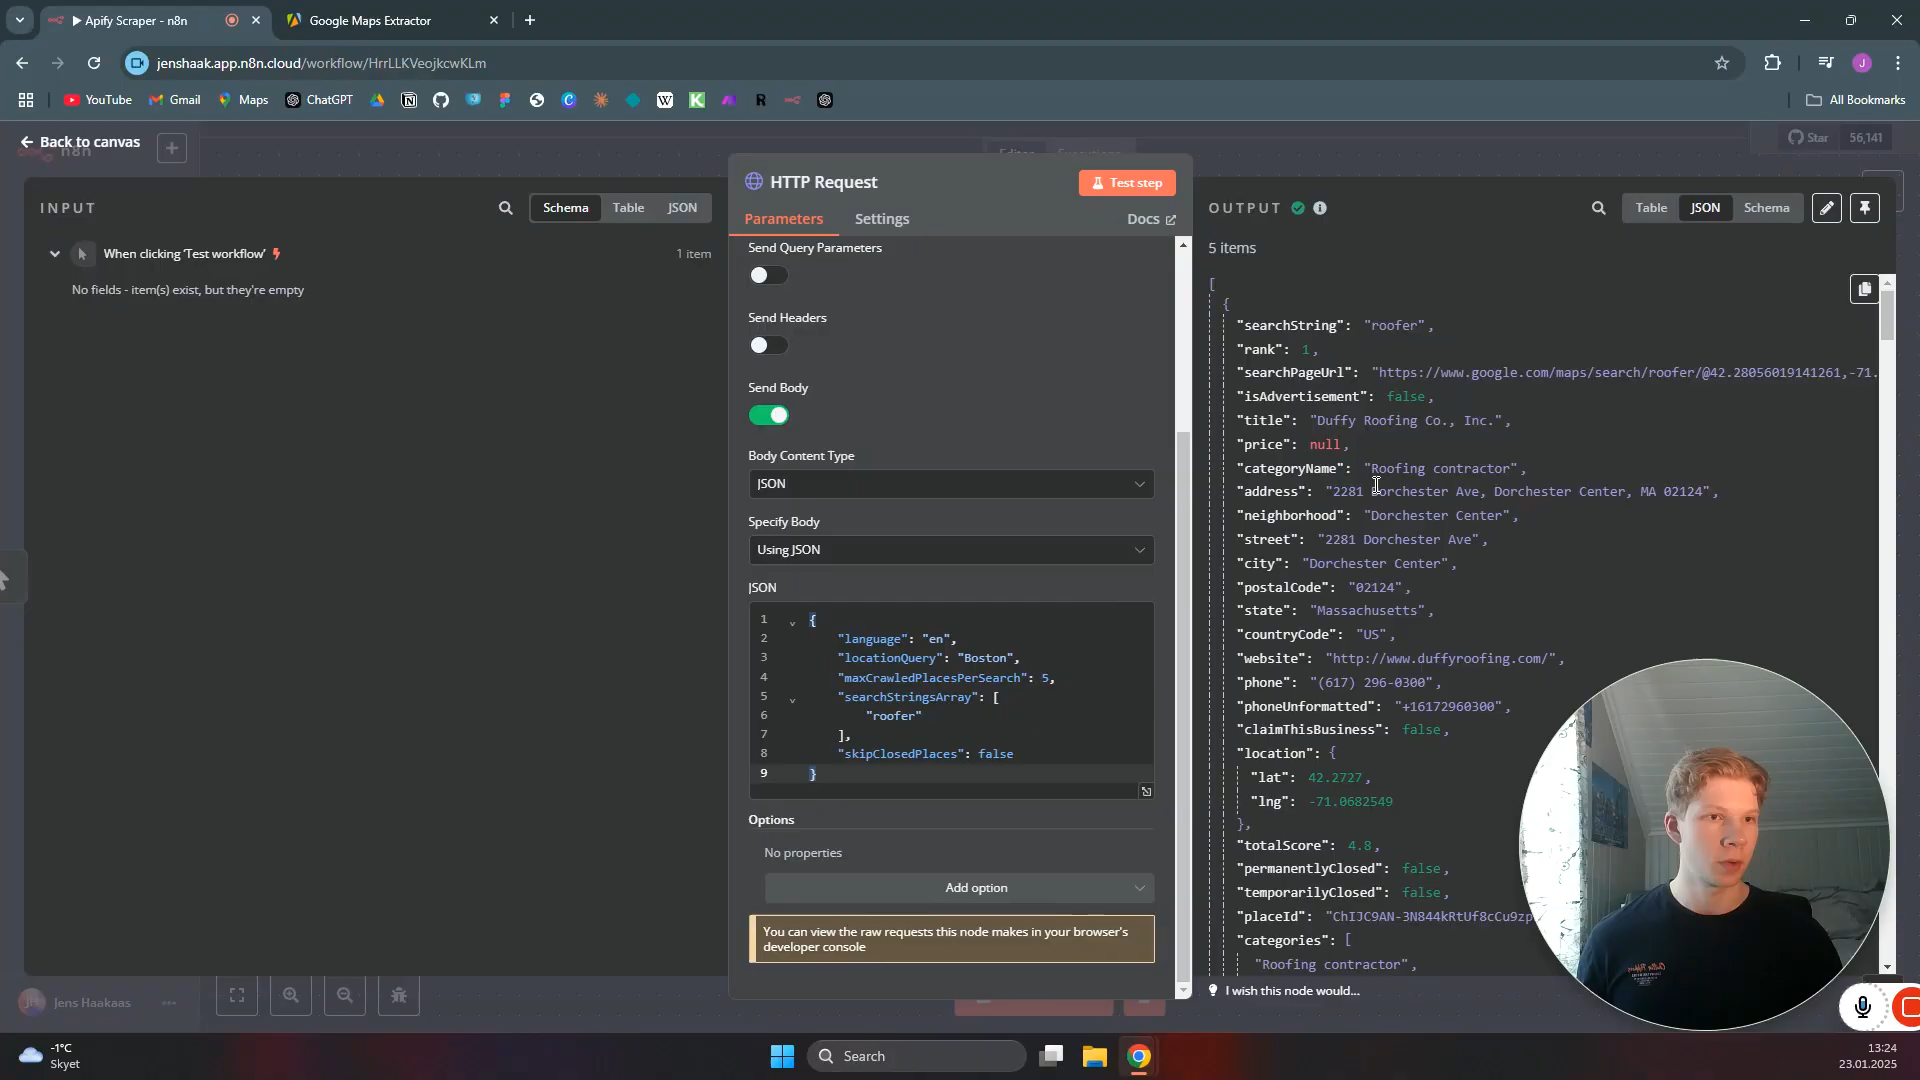 Apify Scraper - n8n
Google Maps Extractor
jenshaak.app.n8n.cloud/workflow/HrrLLKVeojkcwKLm
YouTube
Gmail
Maps
ChatGPT
All Bookmarks
Back to canvas
n8n
Editor
Executions
Star
56,141
INPUT
Schema
Table
JSON
When clicking ‘Test workflow’
1 item
No fields - item(s) exist, but they're empty
HTTP Request
Test step
Parameters
Settings
Docs
Send Query Parameters
Send Headers
Send Body
Body Content Type
JSON
Specify Body
Using JSON
JSON
1 {
2 "language": "en",
3 "locationQuery": "Boston",
4 "maxCrawledPlacesPerSearch": 5,
5 "searchStringsArray": [
6 "roofer"
7 ],
8 "skipClosedPlaces": false
9 }
Options
No properties
Add option
You can view the raw requests this node makes in your browser's
developer console
OUTPUT
Table
JSON
Schema
5 items
[
{
"searchString": "roofer",
"rank": 1,
"searchPageUrl": "https://www.google.com/maps/search/roofer/@42.28056019141261,-71.
"isAdvertisement": false,
"title": "Duffy Roofing Co., Inc.",
"price": null,
"categoryName": "Roofing contractor",
"address": "2281 Dorchester Ave, Dorchester Center, MA 02124",
"neighborhood": "Dorchester Center",
"street": "2281 Dorchester Ave",
"city": "Dorchester Center",
"postalCode": "02124",
"state": "Massachusetts",
"countryCode": "US",
"website": "http://www.duffyroofing.com/",
"phone": "(617) 296-0300",
"phoneUnformatted": "+16172960300",
"claimThisBusiness": false,
"location": {
"lat": 42.2727,
"lng": -71.0682549
},
"totalScore": 4.8,
"permanentlyClosed": false,
"temporarilyClosed": false,
"placeId": "ChIJC9AN-3N844kRtUf8cCu9zp
"categories": [
"Roofing contractor",
I wish this node would...
Jens Haakaas
-1°C
Skyet
Search
13:24
23.01.2025